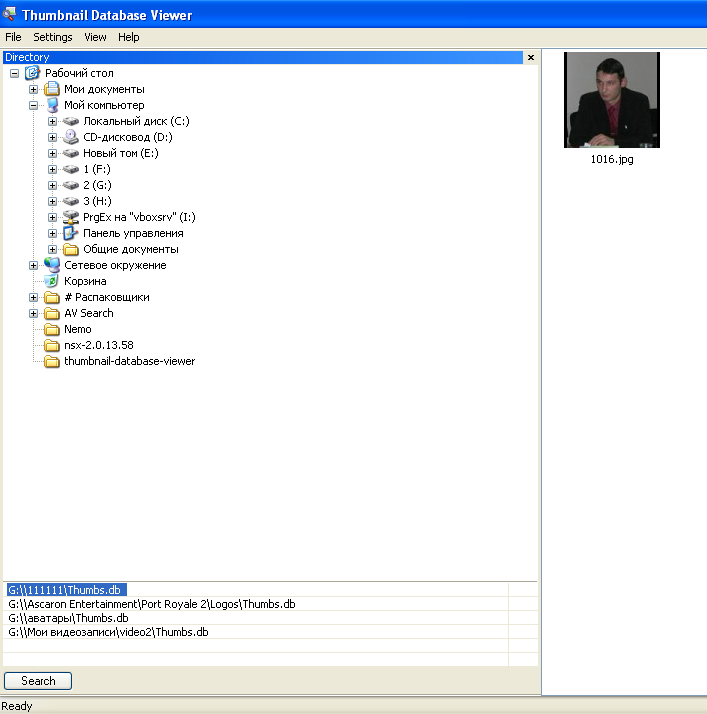 Thumbnail Database Viewer
File Settings View Help
Directory
Рабочий стол
Мои документы
Мой компьютер
Локальный диск (C:)
CD-дисковод (D:)
Новый том (E:)
1 (F:)
2 (G:)
3 (H:)
PrgEx на "vboxsrv" (I:)
Панель управления
Общие документы
Сетевое окружение
Корзина
# Распаковщики
AV Search
Nemo
nsx-2.0.13.58
thumbnail-database-viewer
1016.jpg
G:\\111111\Thumbs.db
G:\\Ascaron Entertainment\Port Royale 2\Logos\Thumbs.db
G:\\аватары\Thumbs.db
G:\\Мои видеозаписи\video2\Thumbs.db
Search
Ready